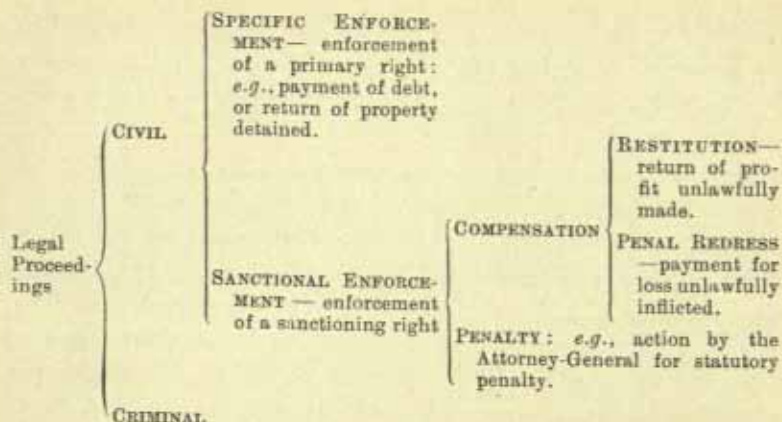 SPECIFIC ENFORCE-
MENT— enforcement
of a primary right:
e.g., payment of debt,
or return of property
detained.
CIVIL
RESTITUTION—
return of pro-
fit unlawfully
made.
COMPENSATION
PENAL REDRESS
—payment for
loss unlawfully
inflicted.
Legal
Proceed-
ings
SANCTIONAL ENFORCE-
MENT — enforcement
of a sanctioning right
PENALTY: e.g., action by the
Attorney-General for statutory
penalty.
CRIMINAL